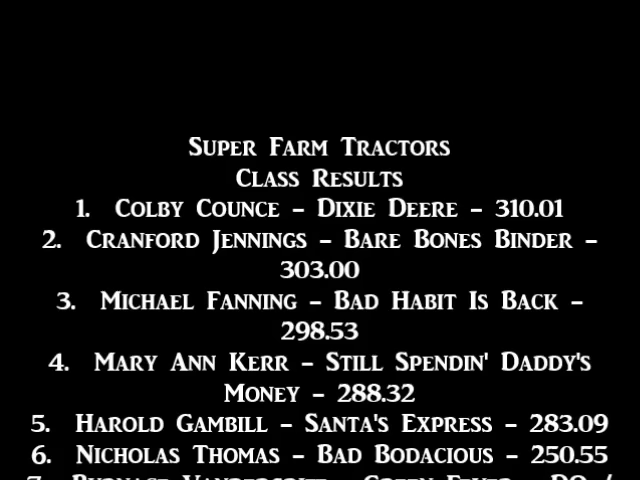 Super Farm Tractors
Class Results
1. Colby Counce – Dixie Deere – 310.01
2. Cranford Jennings – Bare Bones Binder –
303.00
3. Michael Fanning – Bad Habit Is Back –
298.53
4. Mary Ann Kerr – Still Spendin' Daddy's
Money – 288.32
5. Harold Gambill – Santa's Express – 283.09
6. Nicholas Thomas – Bad Bodacious – 250.55